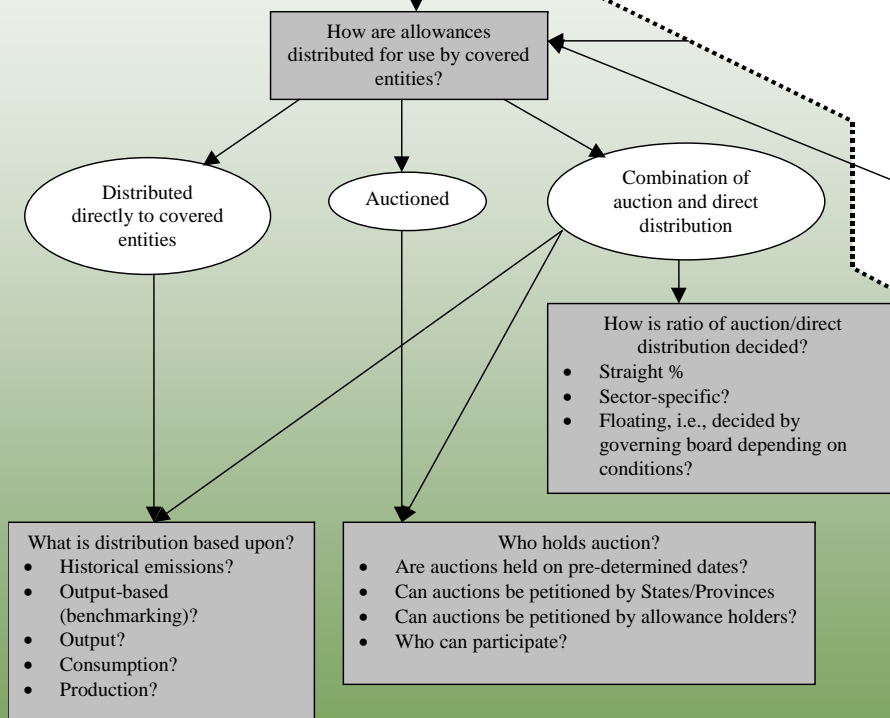 How are allowances
distributed for use by covered
entities?
Distributed
directly to covered
entities
Auctioned
Combination of
auction and direct
distribution
How is ratio of auction/direct
distribution decided?
• Straight %
• Sector-specific?
• Floating, i.e., decided by
governing board depending on
conditions?
What is distribution based upon?
• Historical emissions?
• Output-based
(benchmarking)?
• Output?
• Consumption?
• Production?
Who holds auction?
• Are auctions held on pre-determined dates?
• Can auctions be petitioned by States/Provinces
• Can auctions be petitioned by allowance holders?
• Who can participate?